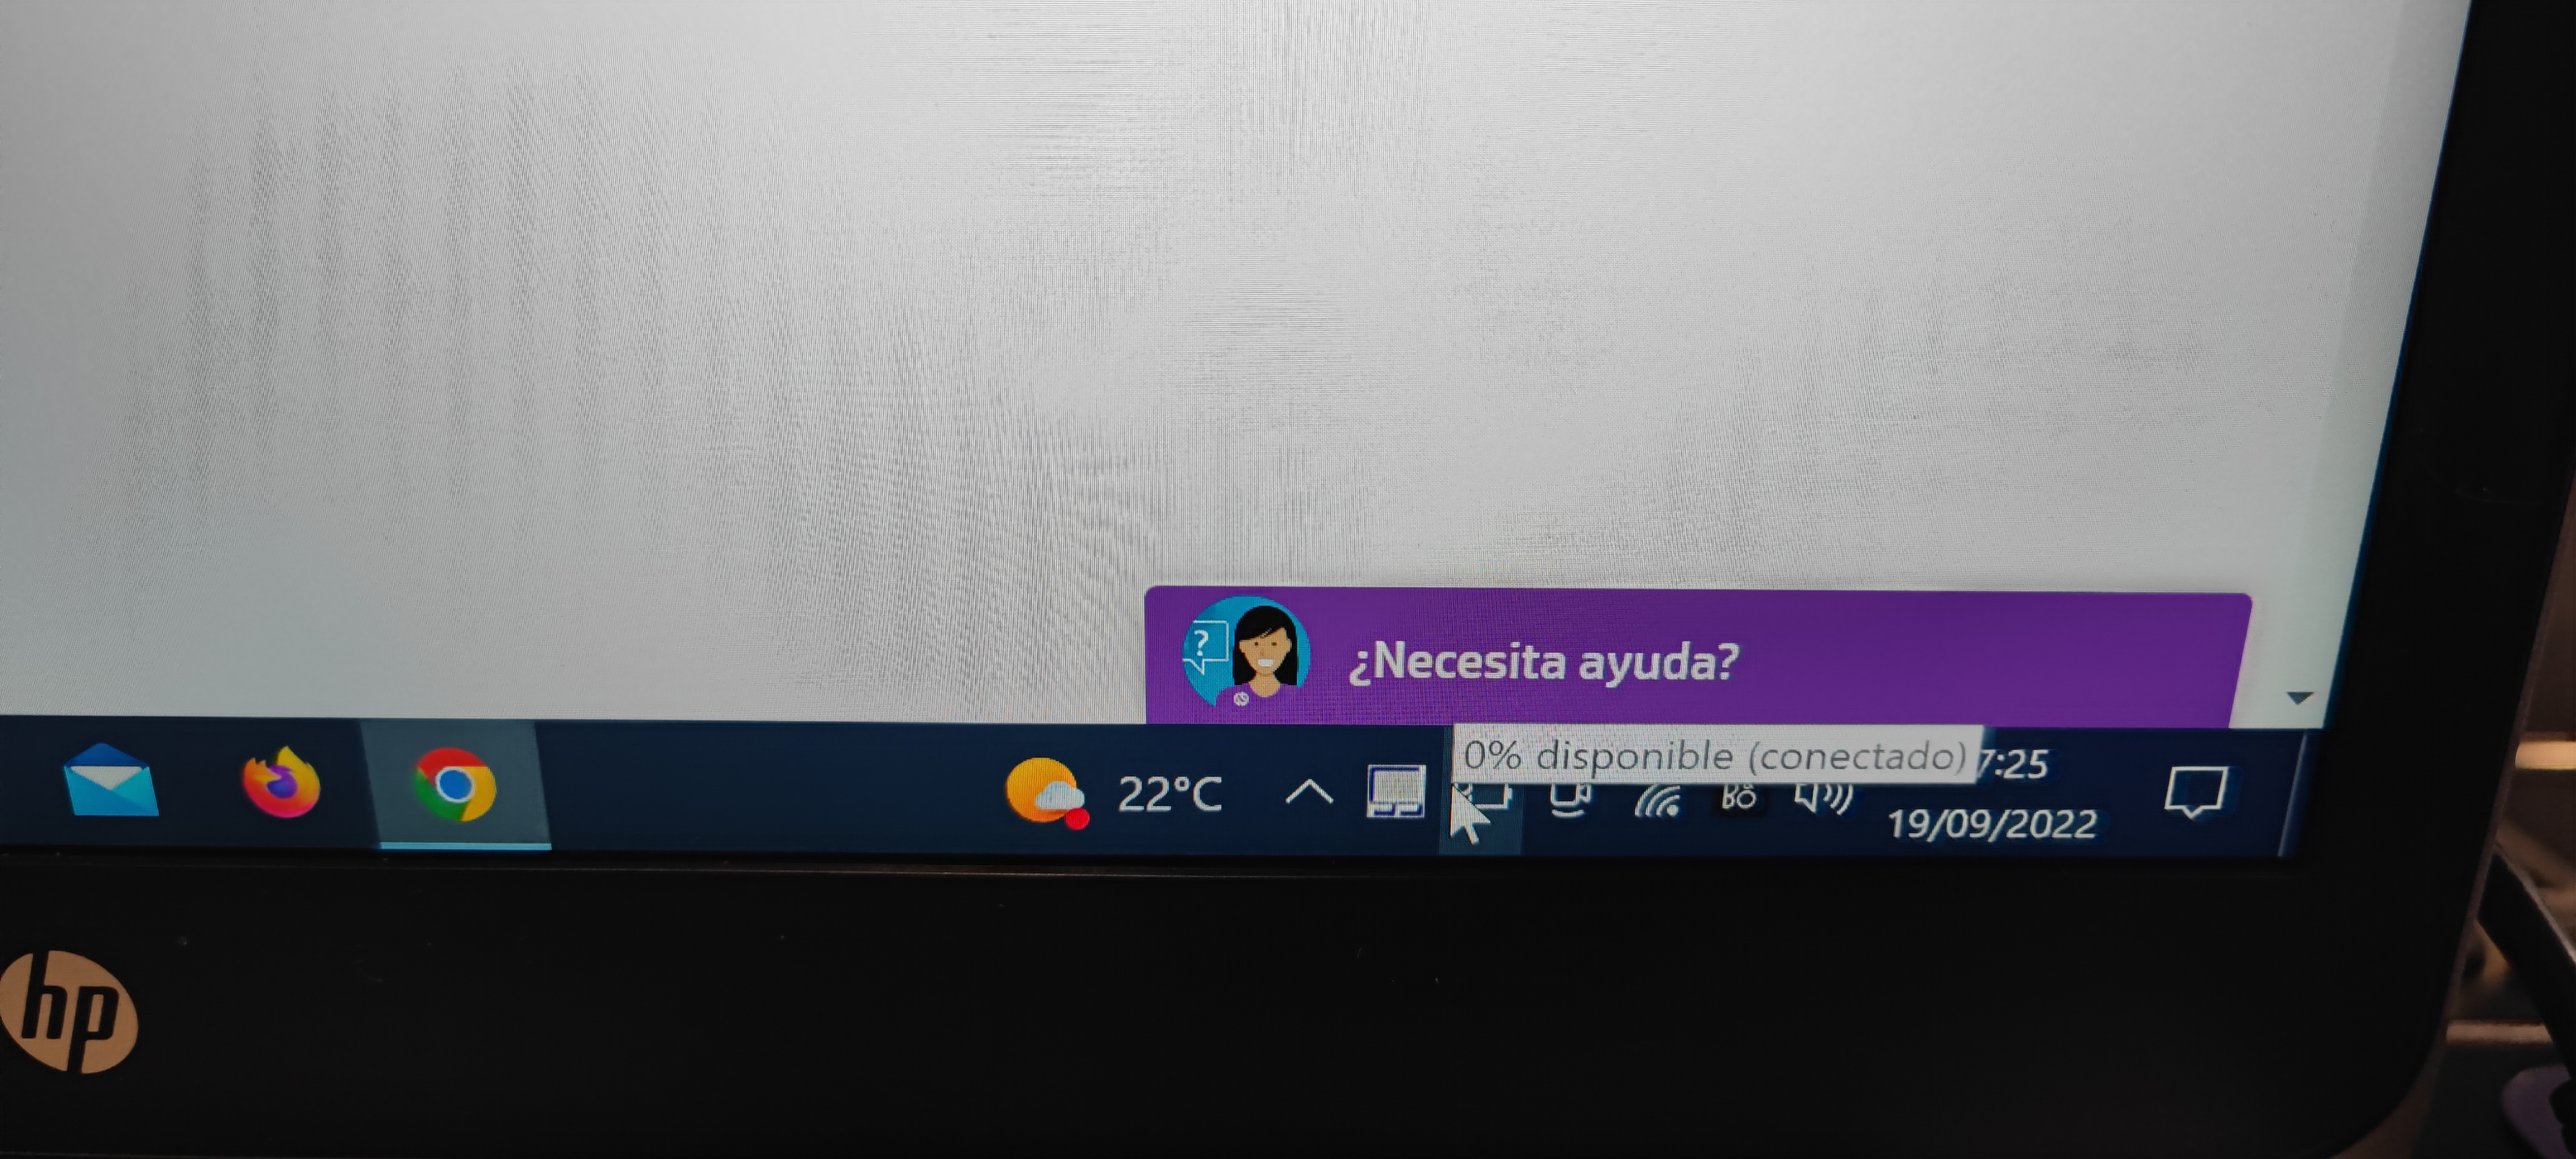 ?
¿Necesita ayuda?
0% disponible (conectado)
22°C
7:25
19/09/2022
hp